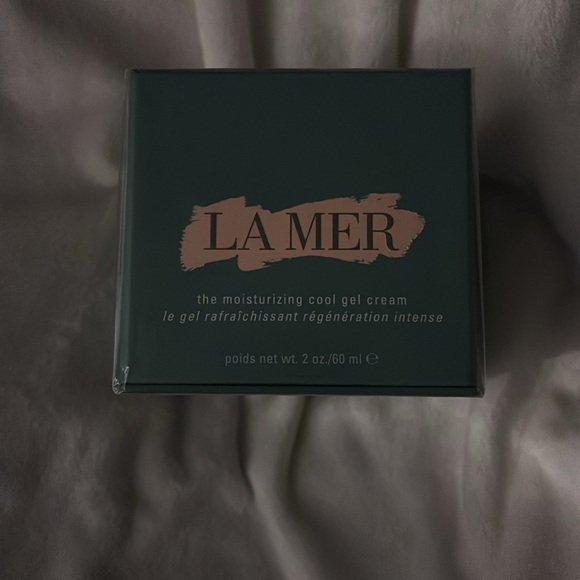 LA MER
the moisturizing cool gel cream
le gel rafraîchissant régénération intense
poids net wt. 2 oz./60 ml ℮